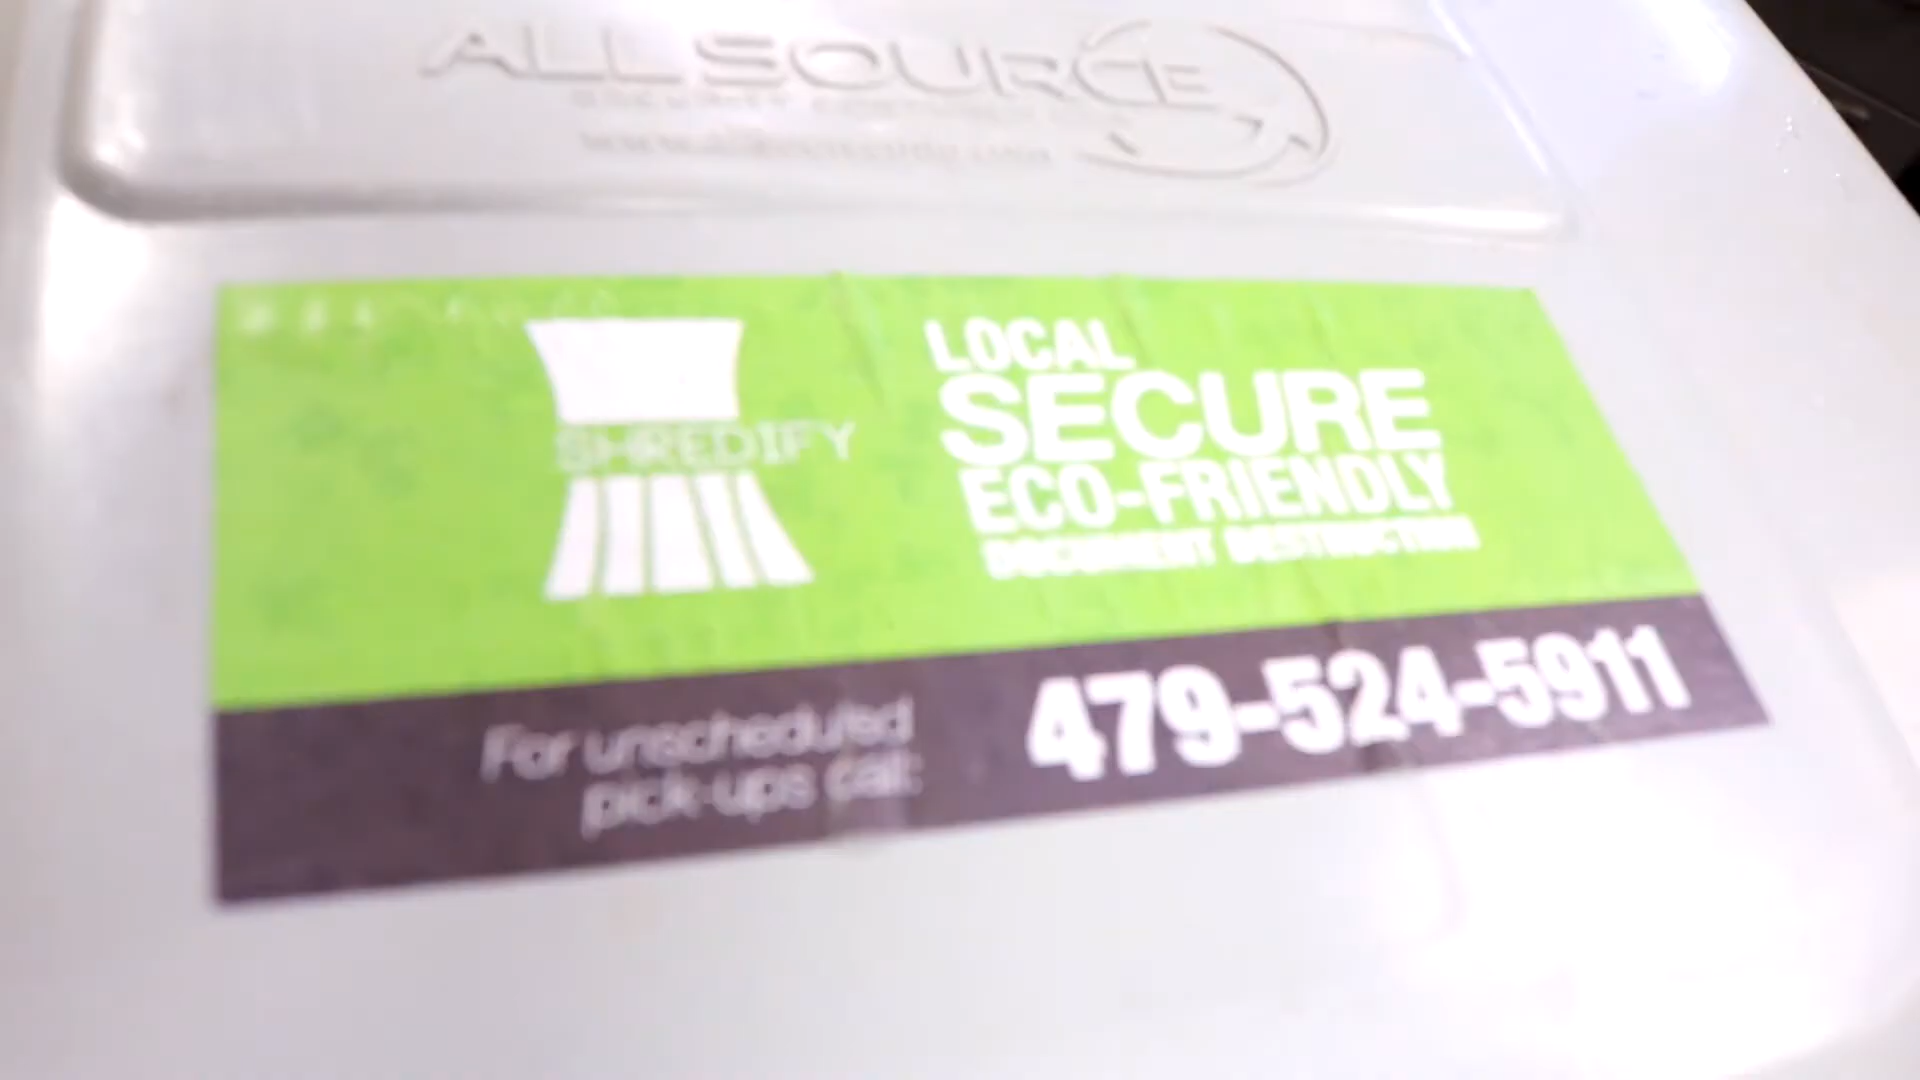 ALL SOURCE
SHREDIFY
LOCAL
SECURE
ECO-FRIENDLY
DOCUMENT DESTRUCTION
For unscheduled
pick-ups call:
479-524-5911